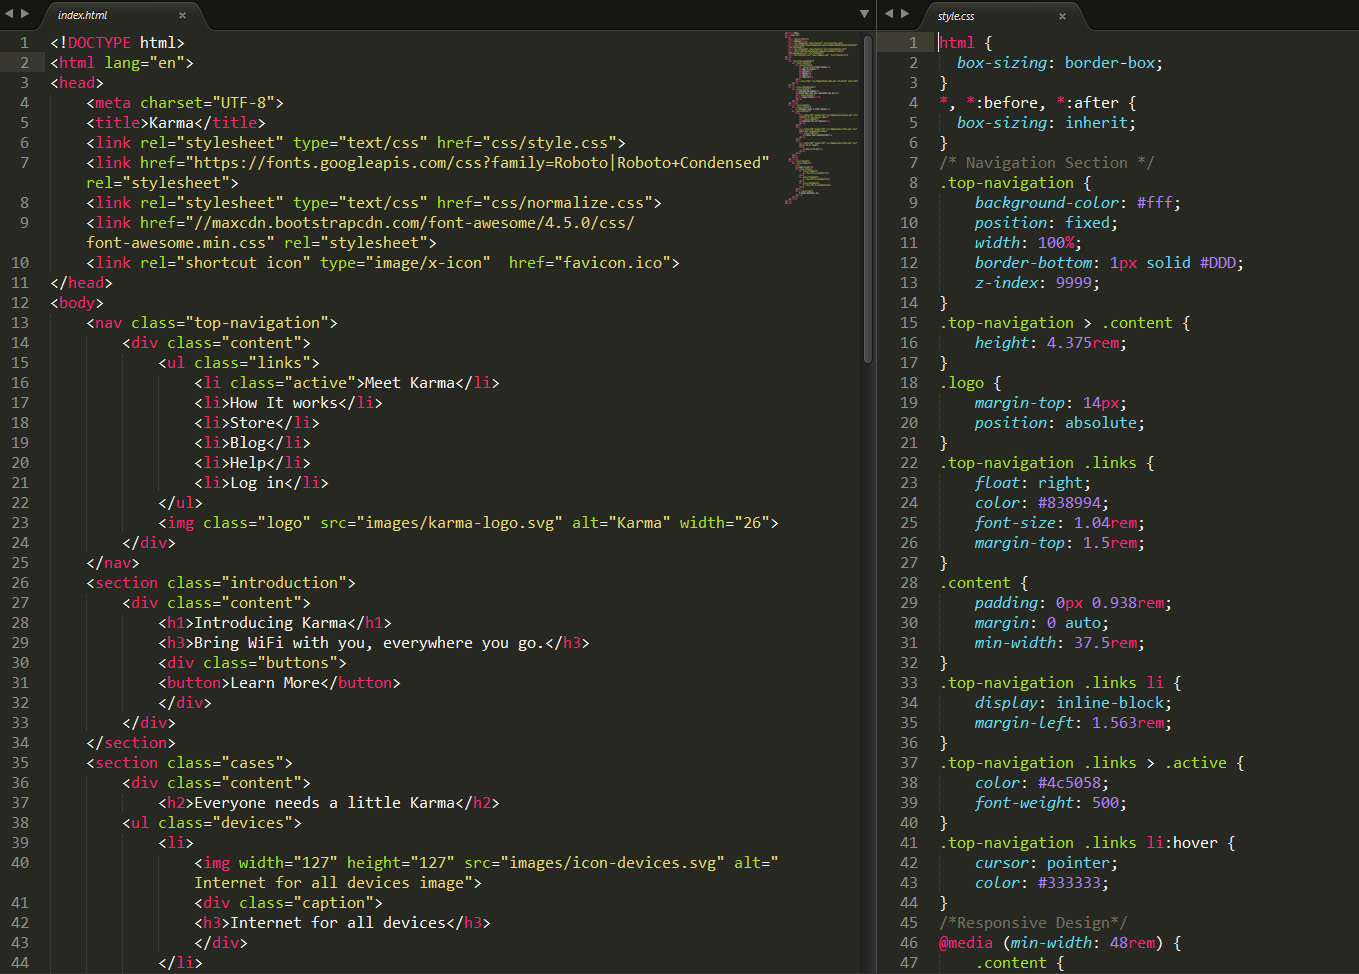 index.html
1 <!DOCTYPE html>
2 <html lang="en">
3 <head>
4 <meta charset="UTF-8">
5 <title>Karma</title>
6 <link rel="stylesheet" type="text/css" href="css/style.css">
7 <link href="https://fonts.googleapis.com/css?family=Roboto|Roboto+Condensed"
rel="stylesheet">
8 <link rel="stylesheet" type="text/css" href="css/normalize.css">
9 <link href="//maxcdn.bootstrapcdn.com/font-awesome/4.5.0/css/
font-awesome.min.css" rel="stylesheet">
10 <link rel="shortcut icon" type="image/x-icon"  href="favicon.ico">
11 </head>
12 <body>
13 <nav class="top-navigation">
14 <div class="content">
15 <ul class="links">
16 <li class="active">Meet Karma</li>
17 <li>How It works</li>
18 <li>Store</li>
19 <li>Blog</li>
20 <li>Help</li>
21 <li>Log in</li>
22 </ul>
23 <img class="logo" src="images/karma-logo.svg" alt="Karma" width="26">
24 </div>
25 </nav>
26 <section class="introduction">
27 <div class="content">
28 <h1>Introducing Karma</h1>
29 <h3>Bring WiFi with you, everywhere you go.</h3>
30 <div class="buttons">
31 <button>Learn More</button>
32 </div>
33 </div>
34 </section>
35 <section class="cases">
36 <div class="content">
37 <h2>Everyone needs a little Karma</h2>
38 <ul class="devices">
39 <li>
40 <img width="127" height="127" src="images/icon-devices.svg" alt="
Internet for all devices image">
41 <div class="caption">
42 <h3>Internet for all devices</h3>
43 </div>
44 </li>
style.css
1 html {
2 box-sizing: border-box;
3 }
4 *, *:before, *:after {
5 box-sizing: inherit;
6 }
7 /* Navigation Section */
8 .top-navigation {
9 background-color: #fff;
10 position: fixed;
11 width: 100%;
12 border-bottom: 1px solid #DDD;
13 z-index: 9999;
14 }
15 .top-navigation > .content {
16 height: 4.375rem;
17 }
18 .logo {
19 margin-top: 14px;
20 position: absolute;
21 }
22 .top-navigation .links {
23 float: right;
24 color: #838994;
25 font-size: 1.04rem;
26 margin-top: 1.5rem;
27 }
28 .content {
29 padding: 0px 0.938rem;
30 margin: 0 auto;
31 min-width: 37.5rem;
32 }
33 .top-navigation .links li {
34 display: inline-block;
35 margin-left: 1.563rem;
36 }
37 .top-navigation .links > .active {
38 color: #4c5058;
39 font-weight: 500;
40 }
41 .top-navigation .links li:hover {
42 cursor: pointer;
43 color: #333333;
44 }
45 /*Responsive Design*/
46 @media (min-width: 48rem) {
47 .content {